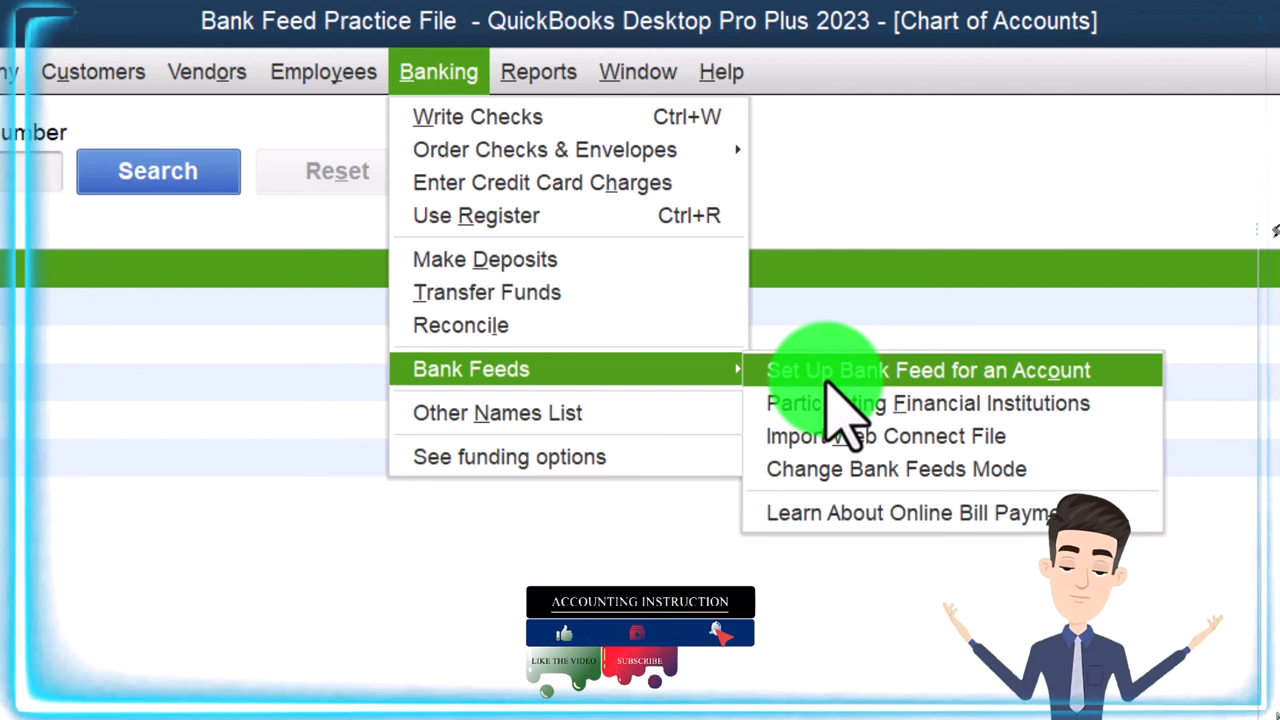 Bank Feed Practice File - QuickBooks Desktop Pro Plus 2023 - [Chart of Accounts]
Customers Vendors Employees Banking Reports Window Help
Write Checks Ctrl+W
Order Checks & Envelopes
Enter Credit Card Charges
Use Register Ctrl+R
Search Reset
Make Deposits
Transfer Funds
Reconcile
Bank Feeds
Other Names List
See funding options
Set Up Bank Feed for an Account
Financial Institutions
Import Connect File
Change Bank Feeds Mode
Learn About Online Bill
ACCOUNTING INSTRUCTION
LIKE THE VIDEO SUBSCRIBE